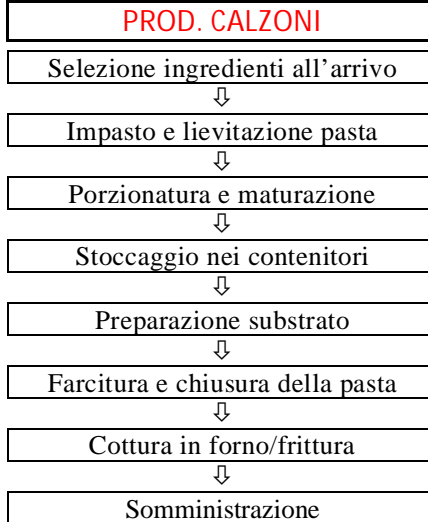 PROD. CALZONI
Selezione ingredienti all’arrivo
⇩
Impasto e lievitazione pasta
⇩
Porzionatura e maturazione
⇩
Stoccaggio nei contenitori
⇩
Preparazione substrato
⇩
Farcitura e chiusura della pasta
⇩
Cottura in forno/frittura
⇩
Somministrazione